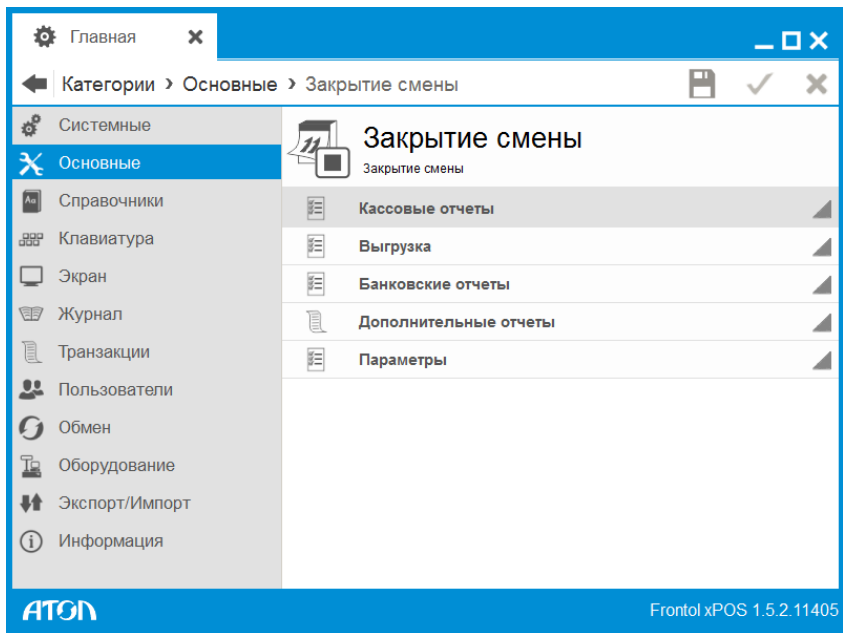 Главная
Категории › Основные › Закрытие смены
Системные
Основные
Справочники
Клавиатура
Экран
Журнал
Транзакции
Пользователи
Обмен
Оборудование
Экспорт/Импорт
Информация
11
Закрытие смены
Закрытие смены
Кассовые отчеты
Выгрузка
Банковские отчеты
Дополнительные отчеты
Параметры
АТОЛ
Frontol xPOS 1.5.2.11405